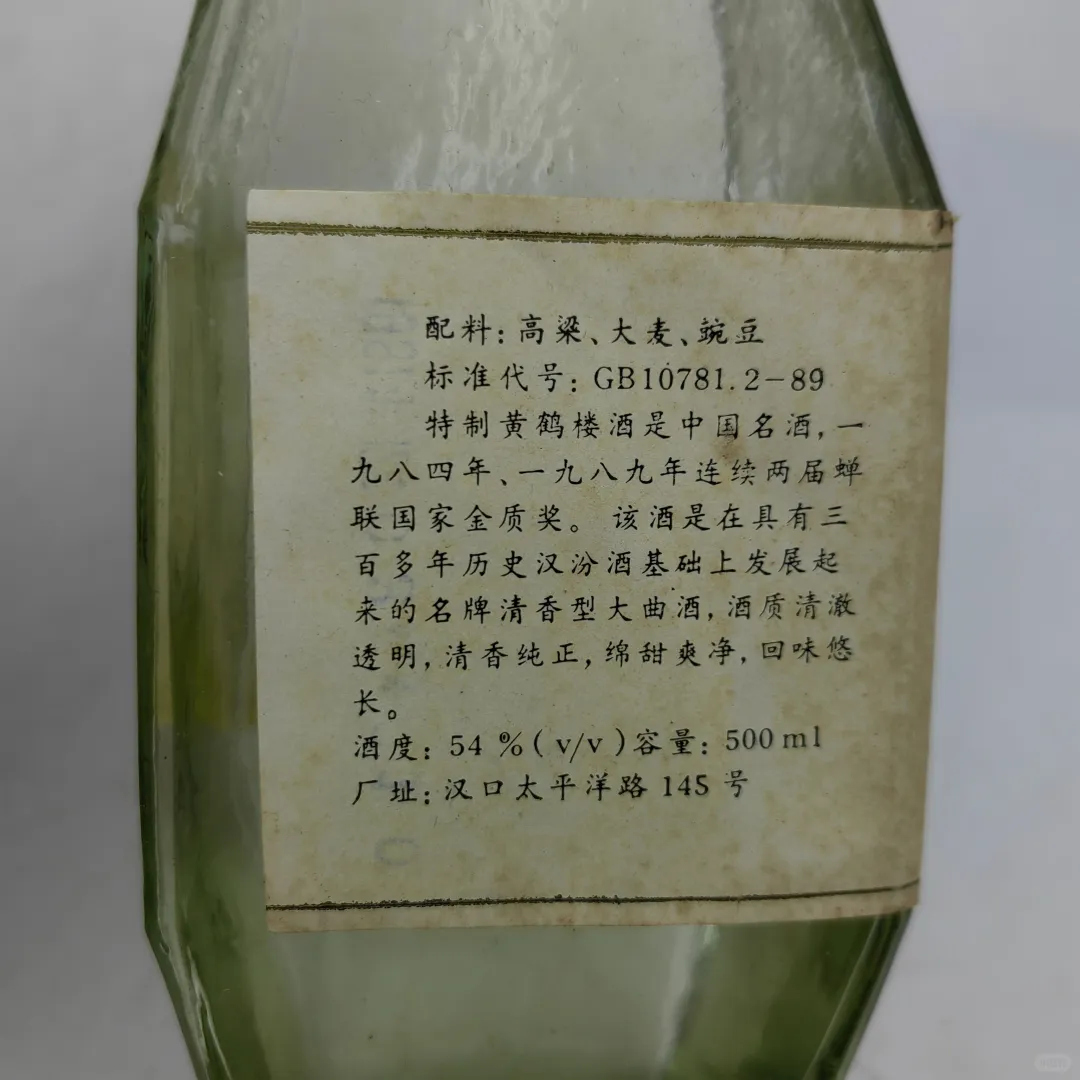 配料:高粱、大麦、豌豆
标准代号:GB10781.2-89
特制黄鹤楼酒是中国名酒,一
九八四年、一九八九年连续两届蝉
联国家金质奖。该酒是在具有三
百多年历史汉汾酒基础上发展起
来的名牌清香型大曲酒,酒质清澈
透明,清香纯正,绵甜爽净,回味悠
长。
酒度:54 %(v/v)容量:500ml
厂址:汉口太平洋路 145 号